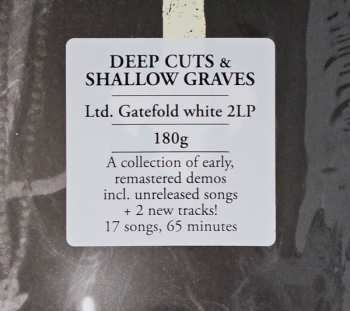 DEEP CUTS &
SHALLOW GRAVES
Ltd. Gatefold white 2LP
180g
A collection of early,
remastered demos
incl. unreleased songs
+ 2 new tracks!
17 songs, 65 minutes